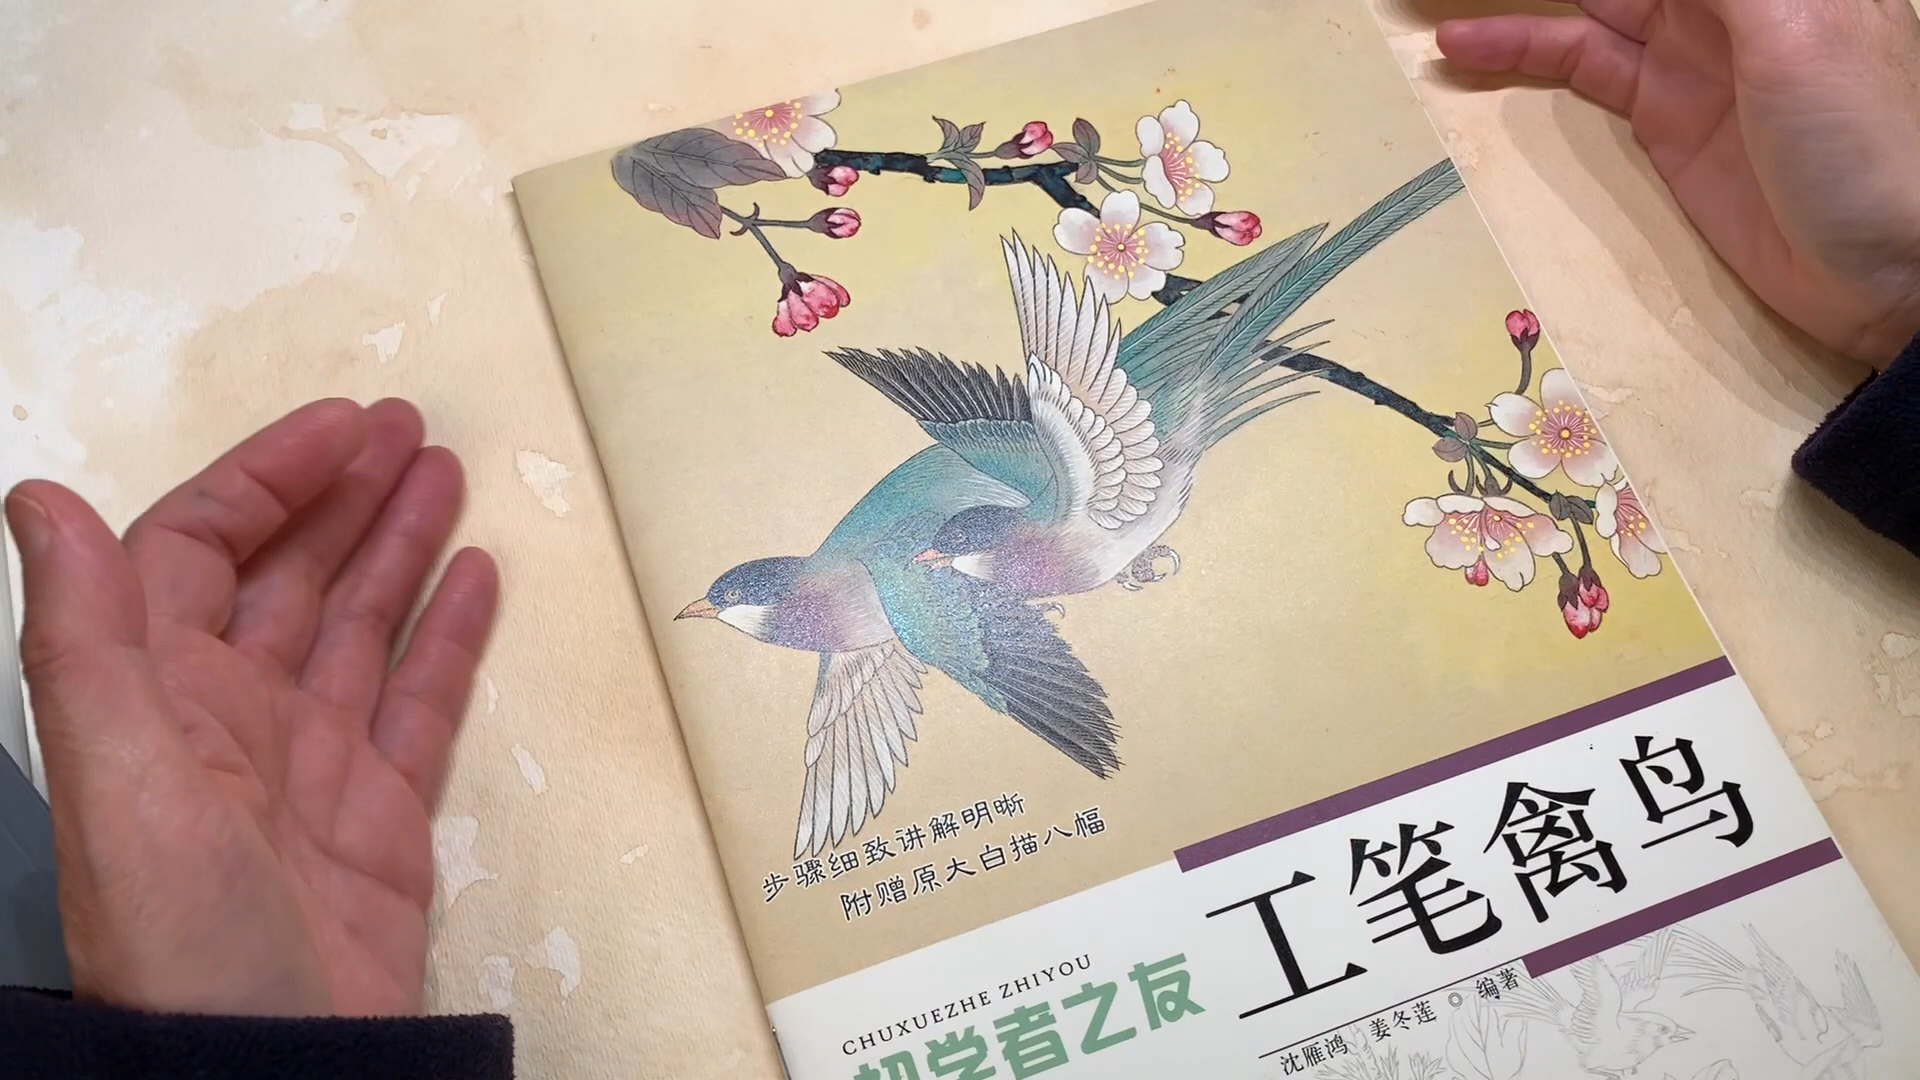 步骤细致讲解明晰
附赠原大白描八幅
工笔禽鸟
CHUXUEZHE ZHIYOU
初学者之友
沈雁鸿 姜冬莲 ◎ 编著